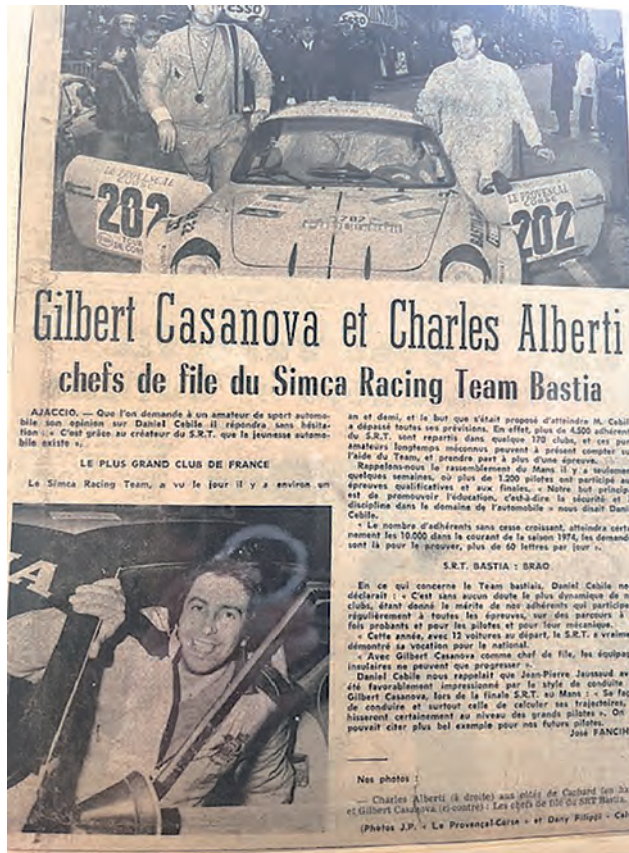 ESSO
ESSO
LE PROVENÇAL
CORSE
202
LE PROVENÇAL
CORSE
202
202
Gilbert Casanova et Charles Alberti
chefs de file du Simca Racing Team Bastia
AJACCIO. — Que l'on demande à un amateur de sport automo-
bile son opinion sur Daniel Cebile il répondra sans hésita-
tion : « C'est grâce au créateur du S.R.T. que la jeunesse automo-
bile existe ».
LE PLUS GRAND CLUB DE FRANCE
Le Simca Racing Team, a vu le jour il y a environ un
an et demi, et le but que s'était proposé d'atteindre M. Cebile
a dépassé toutes ses prévisions. En effet, plus de 4.500 adhérents
du S.R.T. sont repartis dans quelque 170 clubs, et ces purs
amateurs longtemps méconnus peuvent à présent compter sur
l'aide du Team, et prendre part à plus d'une épreuve.
Rappelons-nous le rassemblement du Mans il y a seulement
quelques semaines, où plus de 1.200 pilotes ont participé aux
épreuves qualificatives et aux finales. « Notre but principal
est de promouvoir l'éducation, c'est-à-dire la sécurité et
discipline dans le domaine de l'automobile » nous disait Daniel
Cebile.
« Le nombre d'adhérents sans cesse croissant, atteindra certai-
nement les 10.000 dans le courant de la saison 1974, les demandes
sont là pour le prouver, plus de 60 lettres par jour ».
S.R.T. BASTIA : BRAO
En ce qui concerne le Team bastiais, Daniel Cebile nous
déclarait : « C'est sans aucun doute le plus dynamique de nos
clubs, étant donné le mérite de nos adhérents qui participent
régulièrement à toutes les épreuves, sur des parcours à
fois probants et pour les pilotes et pour leur mécanique.
« Cette année, avec 12 voitures au départ, le S.R.T. a vraiment
démontré sa vocation pour le national.
« Avec Gilbert Casanova comme chef de file, les équipages
insulaires ne peuvent que progresser ».
Daniel Cebile nous rappelait que Jean-Pierre Jaussaud avait
été favorablement impressionné par le style de conduite
Gilbert Casanova, lors de la finale S.R.T. au Mans : « Sa façon
de conduire et surtout celle de calculer ses trajectoires,
hisseront certainement au niveau des grands pilotes ». On
pouvait citer plus bel exemple pour nos futurs pilotes.
José
Nos photos :
— Charles Alberti (à droite) aux côtés de Cachard (en
et Gilbert Casanova (ci-contre) : Les chefs de file du SRT Bastia.
(Photos J.P. « Le Provençal-Corse » et Dany Filippi -